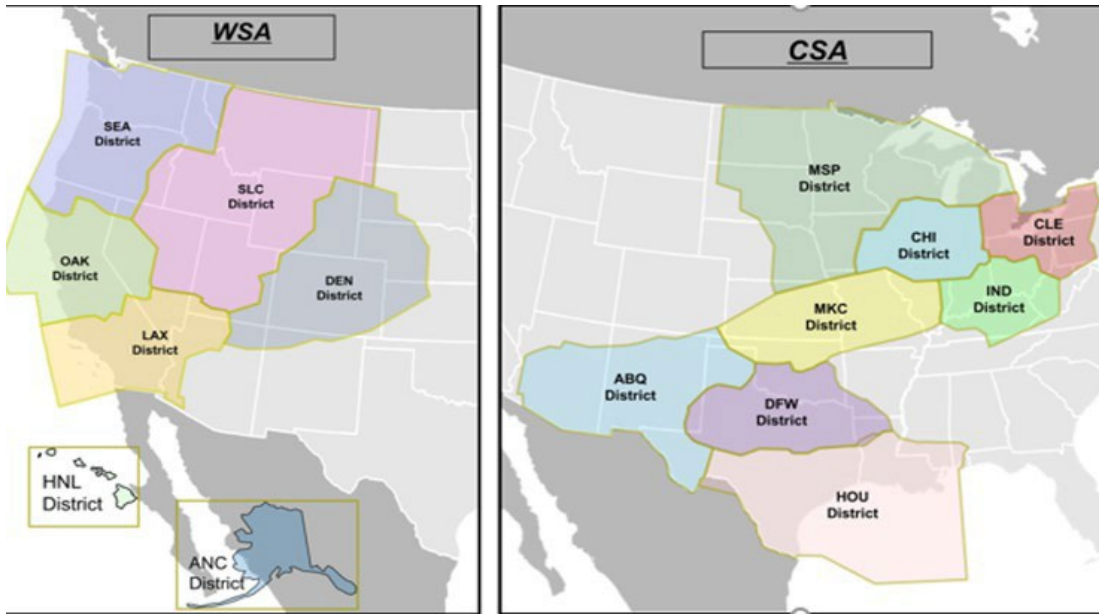 WSA
SEA
District
SLC
District
OAK
District
DEN
District
LAX
District
HNL
District
ANC
District
CSA
MSP
District
CHI
District
CLE
District
IND
District
MKC
District
ABQ
District
DFW
District
HOU
District